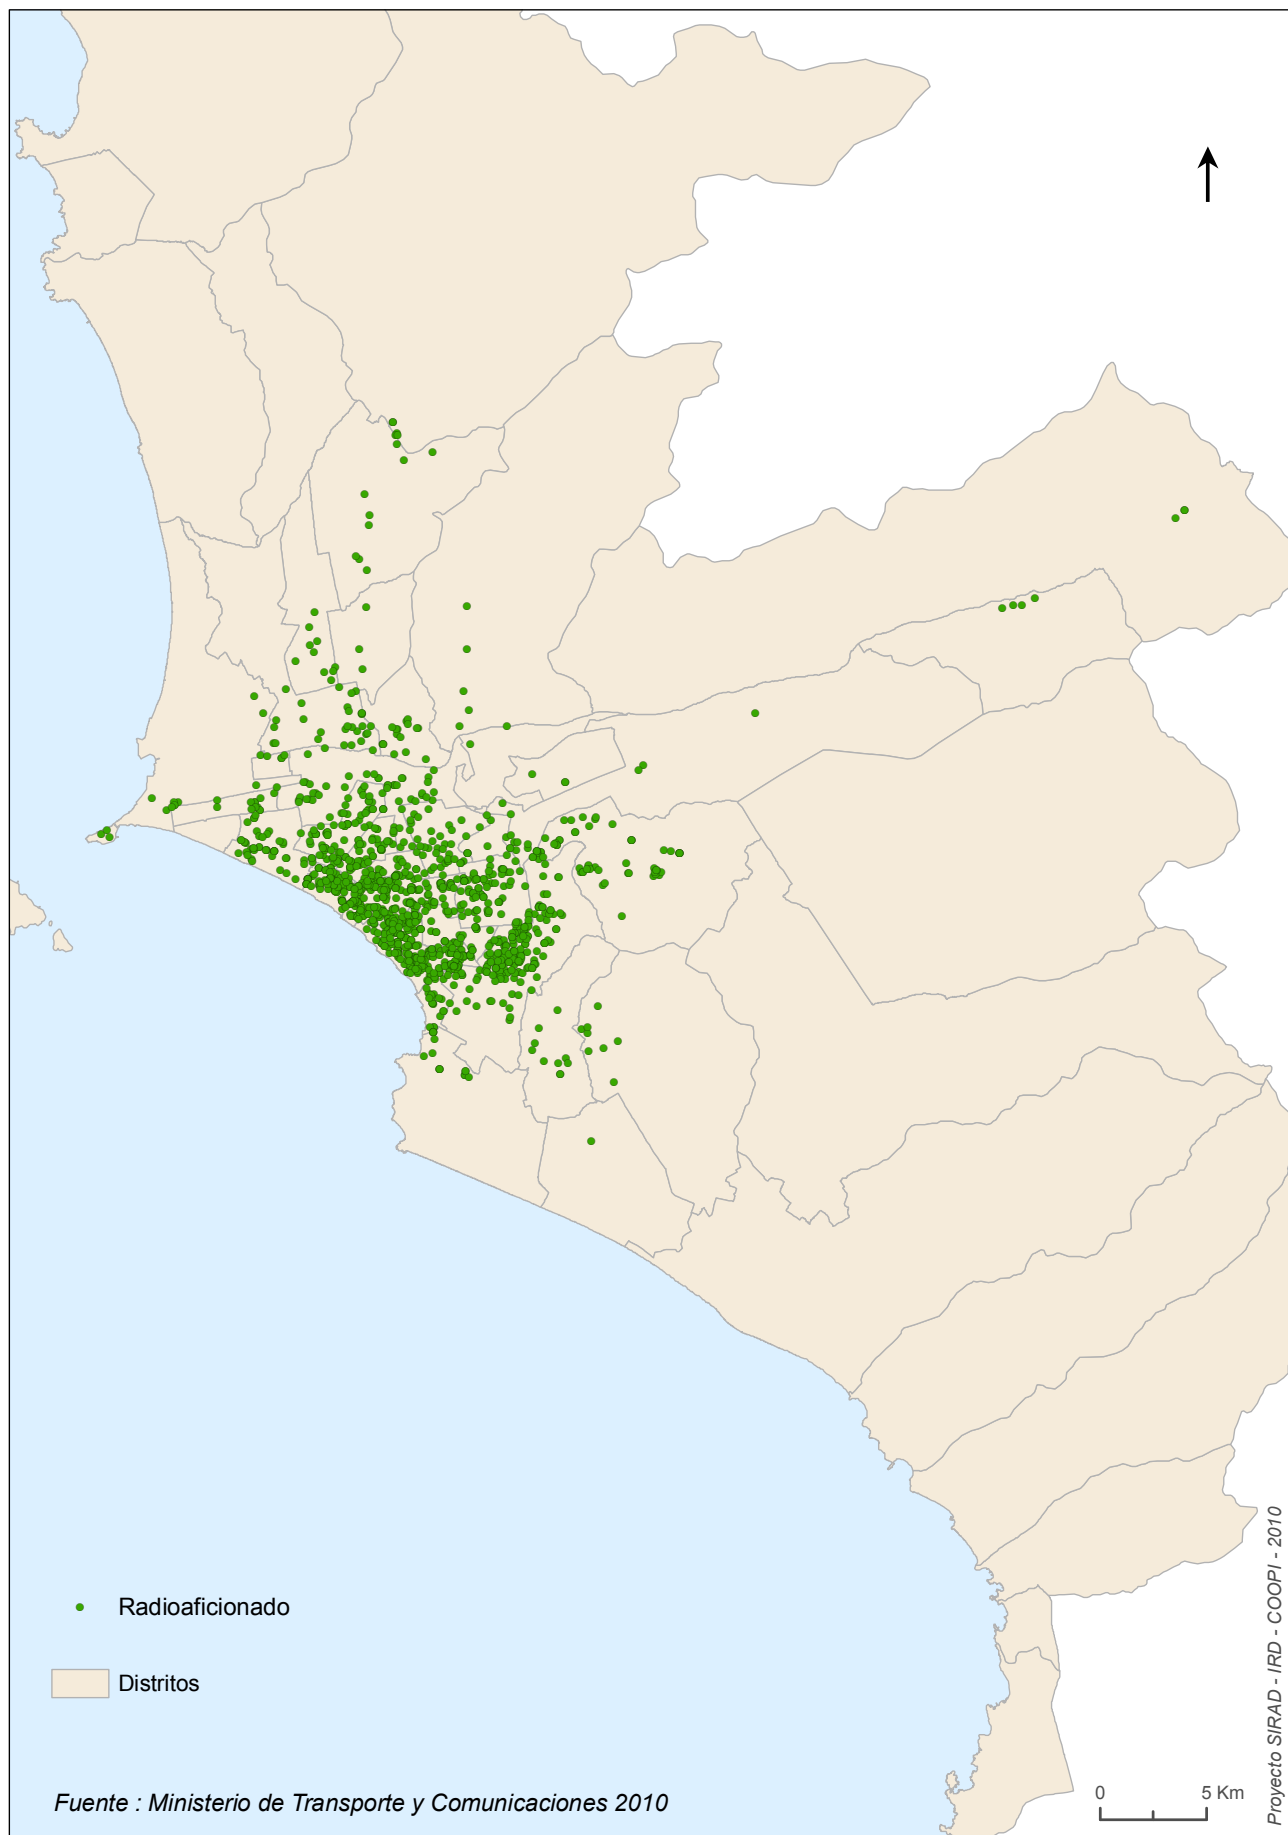 Radioaficionado
Distritos
Fuente : Ministerio de Transporte y Comunicaciones 2010
0 5 Km
Proyecto SIRAD - IRD - COOPI - 2010